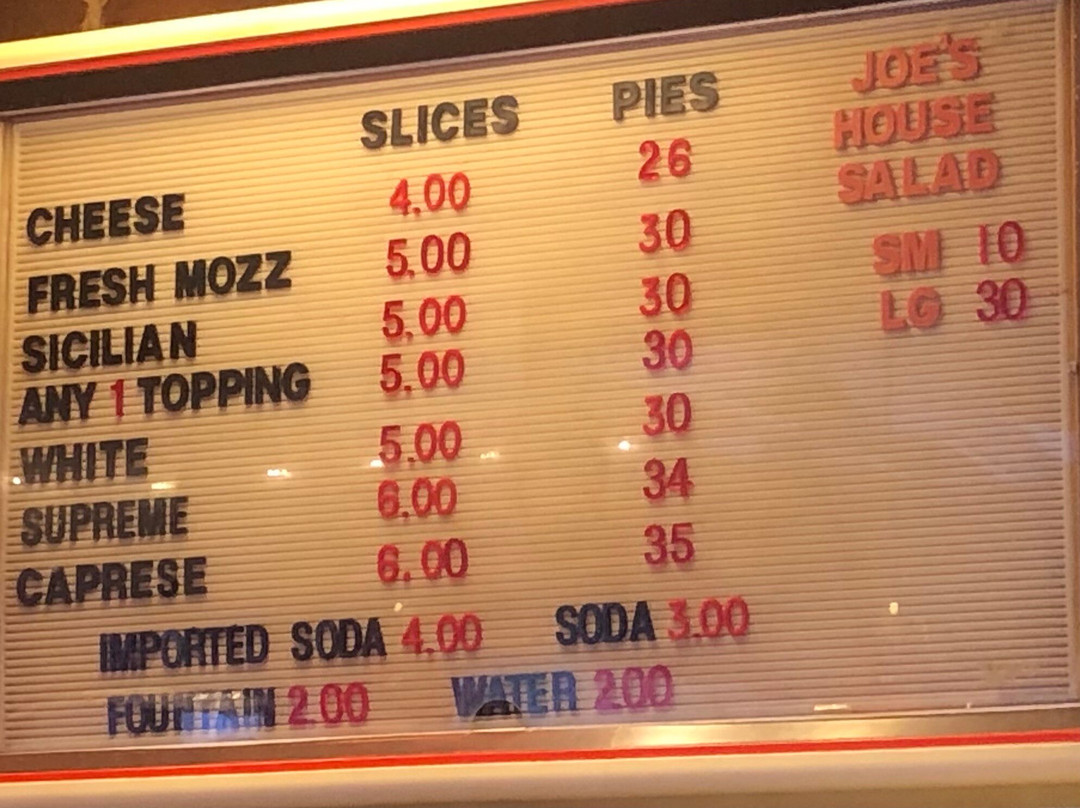 SLICES PIES
CHEESE 4.00 26
FRESH MOZZ 5.00 30
SICILIAN 5.00 30
ANY 1 TOPPING 5.00 30
WHITE 5.00 30
SUPREME 6.00 34
CAPRESE 6.00 35
IMPORTED SODA 4.00 SODA 3.00
FOUNTAIN 2.00 WATER 2.00
JOE'S
HOUSE
SALAD
SM 10
LG 30